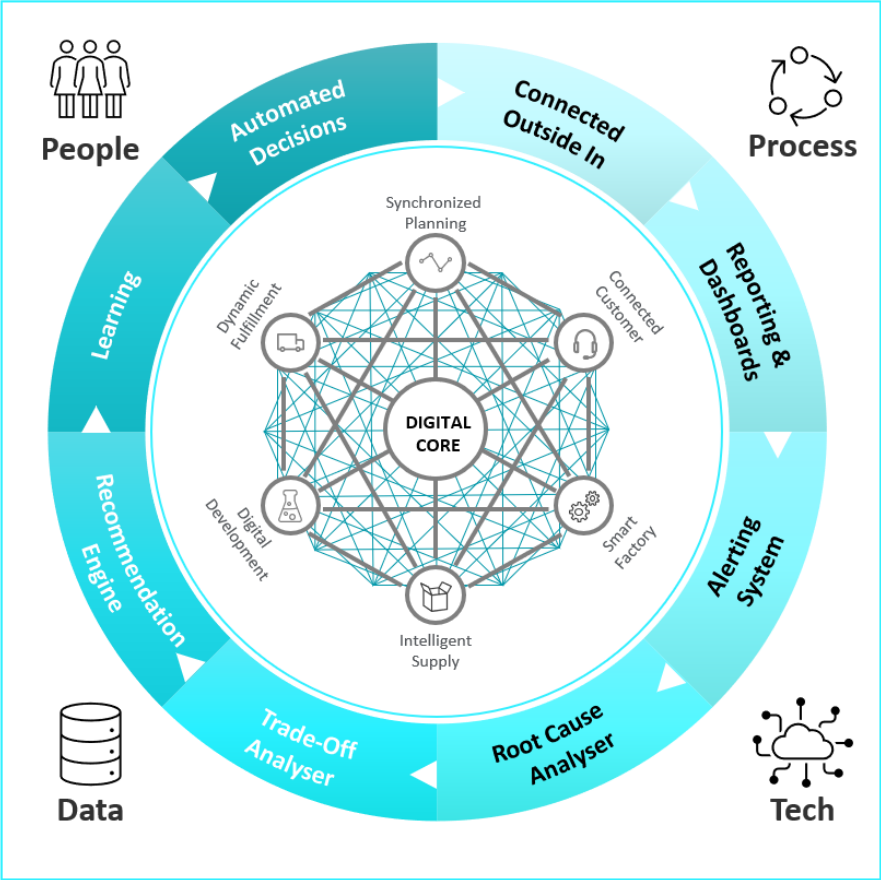 People
Process
Automated
Decisions
Connected
Outside In
Reporting &
Dashboards
Alerting
System
Root Cause
Analyser
Trade-Off
Analyser
Recommendation
Engine
Learning
Synchronized
Planning
Connected
Customer
Smart
Factory
Intelligent
Supply
Digital
Development
Dynamic
Fulfillment
DIGITAL
CORE
Data
Tech